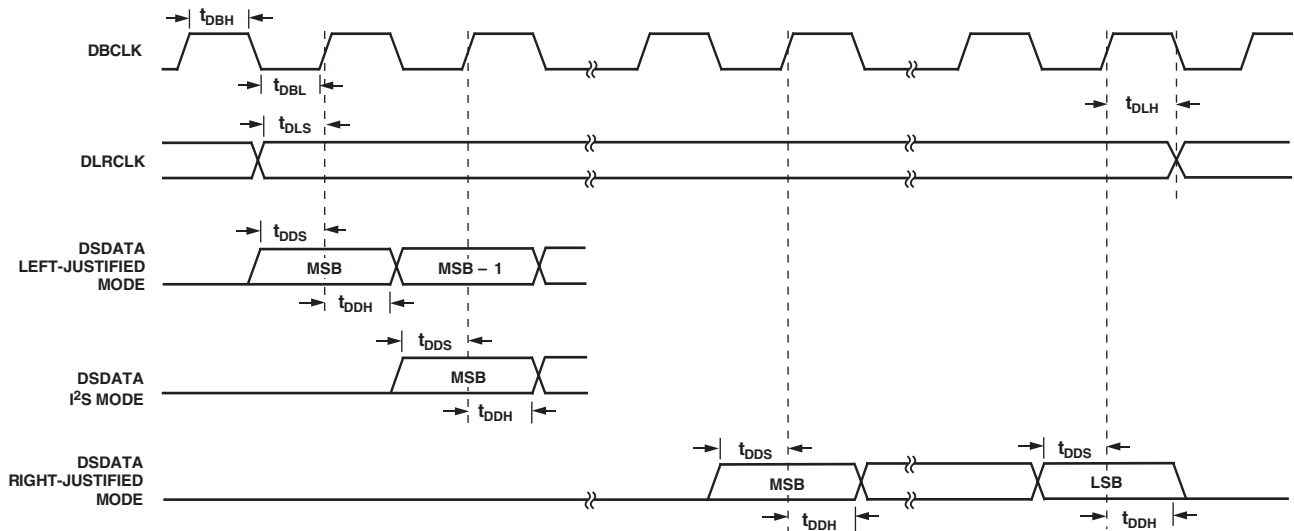 tDBH
DBCLK
tDBL
tDLH
tDLS
DLRCLK
tDDS
DSDATA
LEFT-JUSTIFIED
MODE
MSB
MSB – 1
tDDH
tDDS
DSDATA
I²S MODE
MSB
tDDH
DSDATA
RIGHT-JUSTIFIED
MODE
tDDS
tDDS
MSB
LSB
tDDH
tDDH